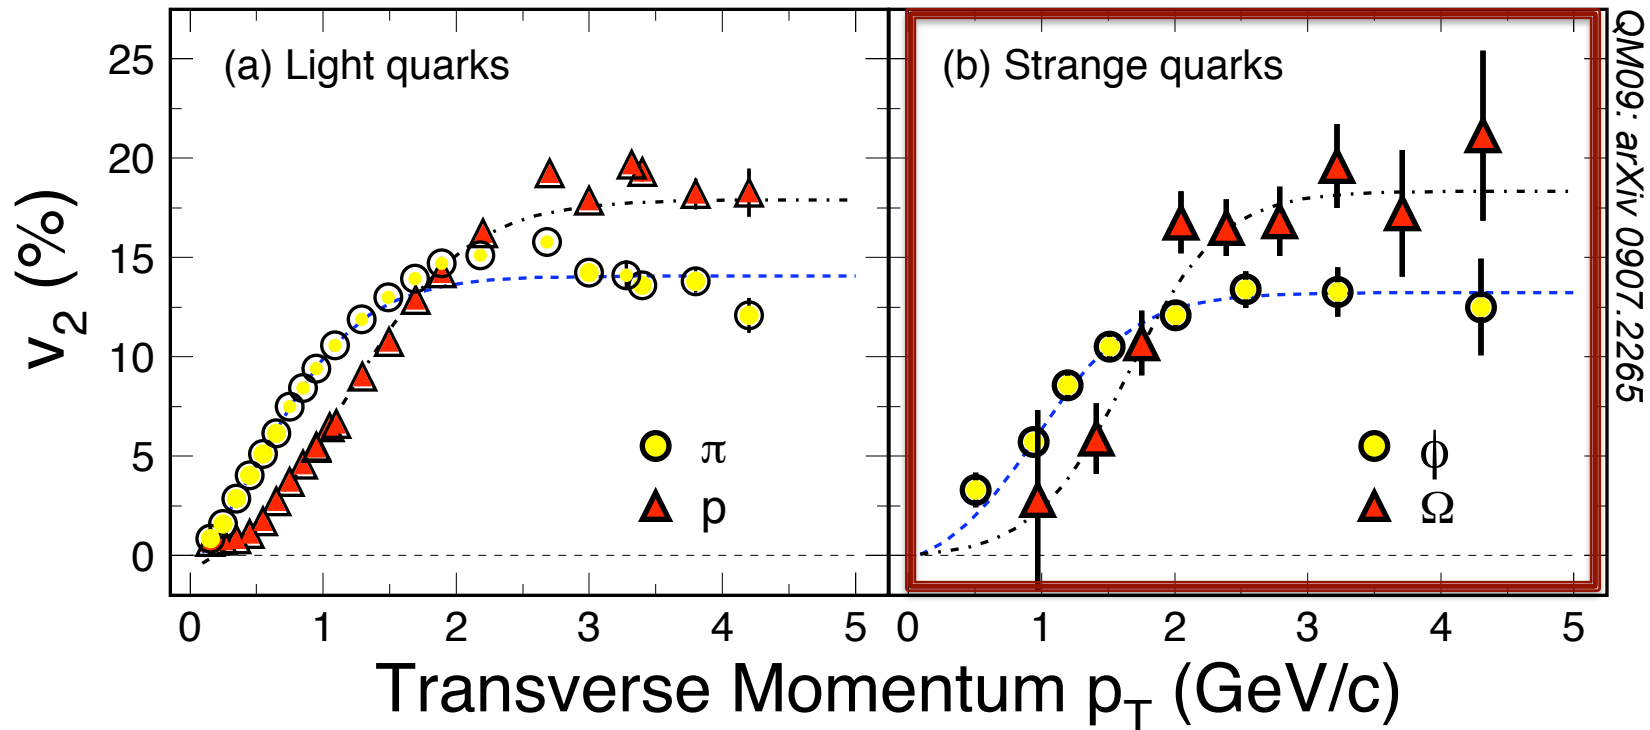 (a) Light quarks
(b) Strange quarks
25
20
15
10
5
0
v2 (%)
π
p
ϕ
Ω
0 1 2 3 4 5
0 1 2 3 4 5
Transverse Momentum pT (GeV/c)
QM09: arXiv 0907.2265